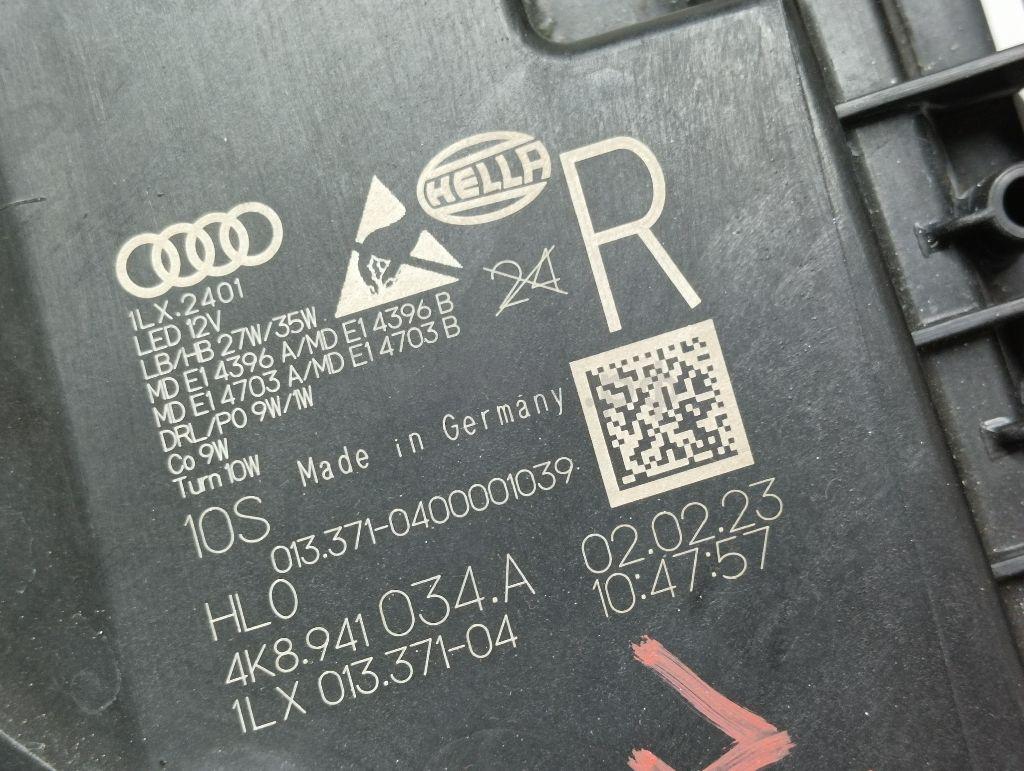 HELLA
R
24
1LX.2401
LED 12V
LB/HB 27W/35W
MD E1 4396 A/MD E1 4396 B
MD E1 4703 A/MD E1 4703 B
DRL/PO 9W/1W
Co 9W
Turn 10W
10S
Made in Germany
013.371-0400001039
HL0
4K8.941 034.A
1LX 013.371-04
02.02.23
10:47:57